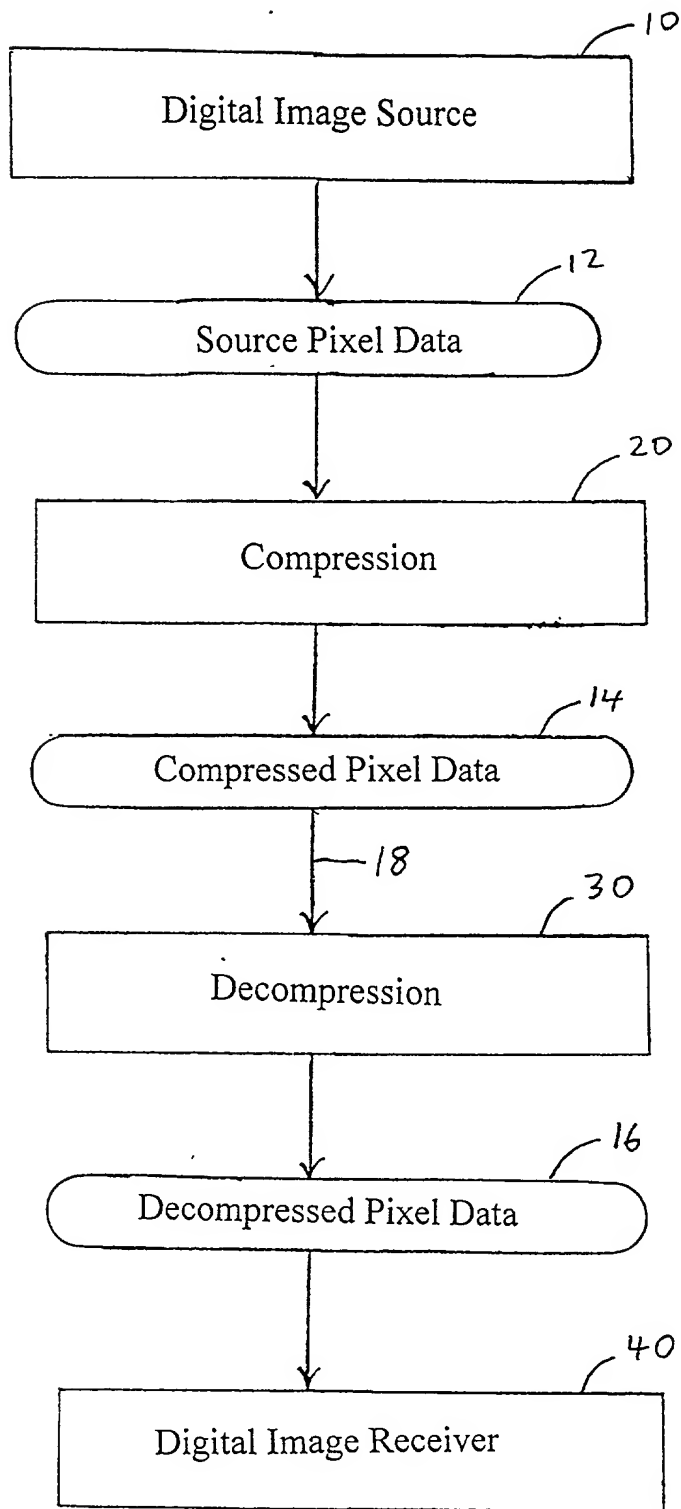 10
Digital Image Source
12
Source Pixel Data
20
Compression
14
Compressed Pixel Data
18
30
Decompression
16
Decompressed Pixel Data
40
Digital Image Receiver